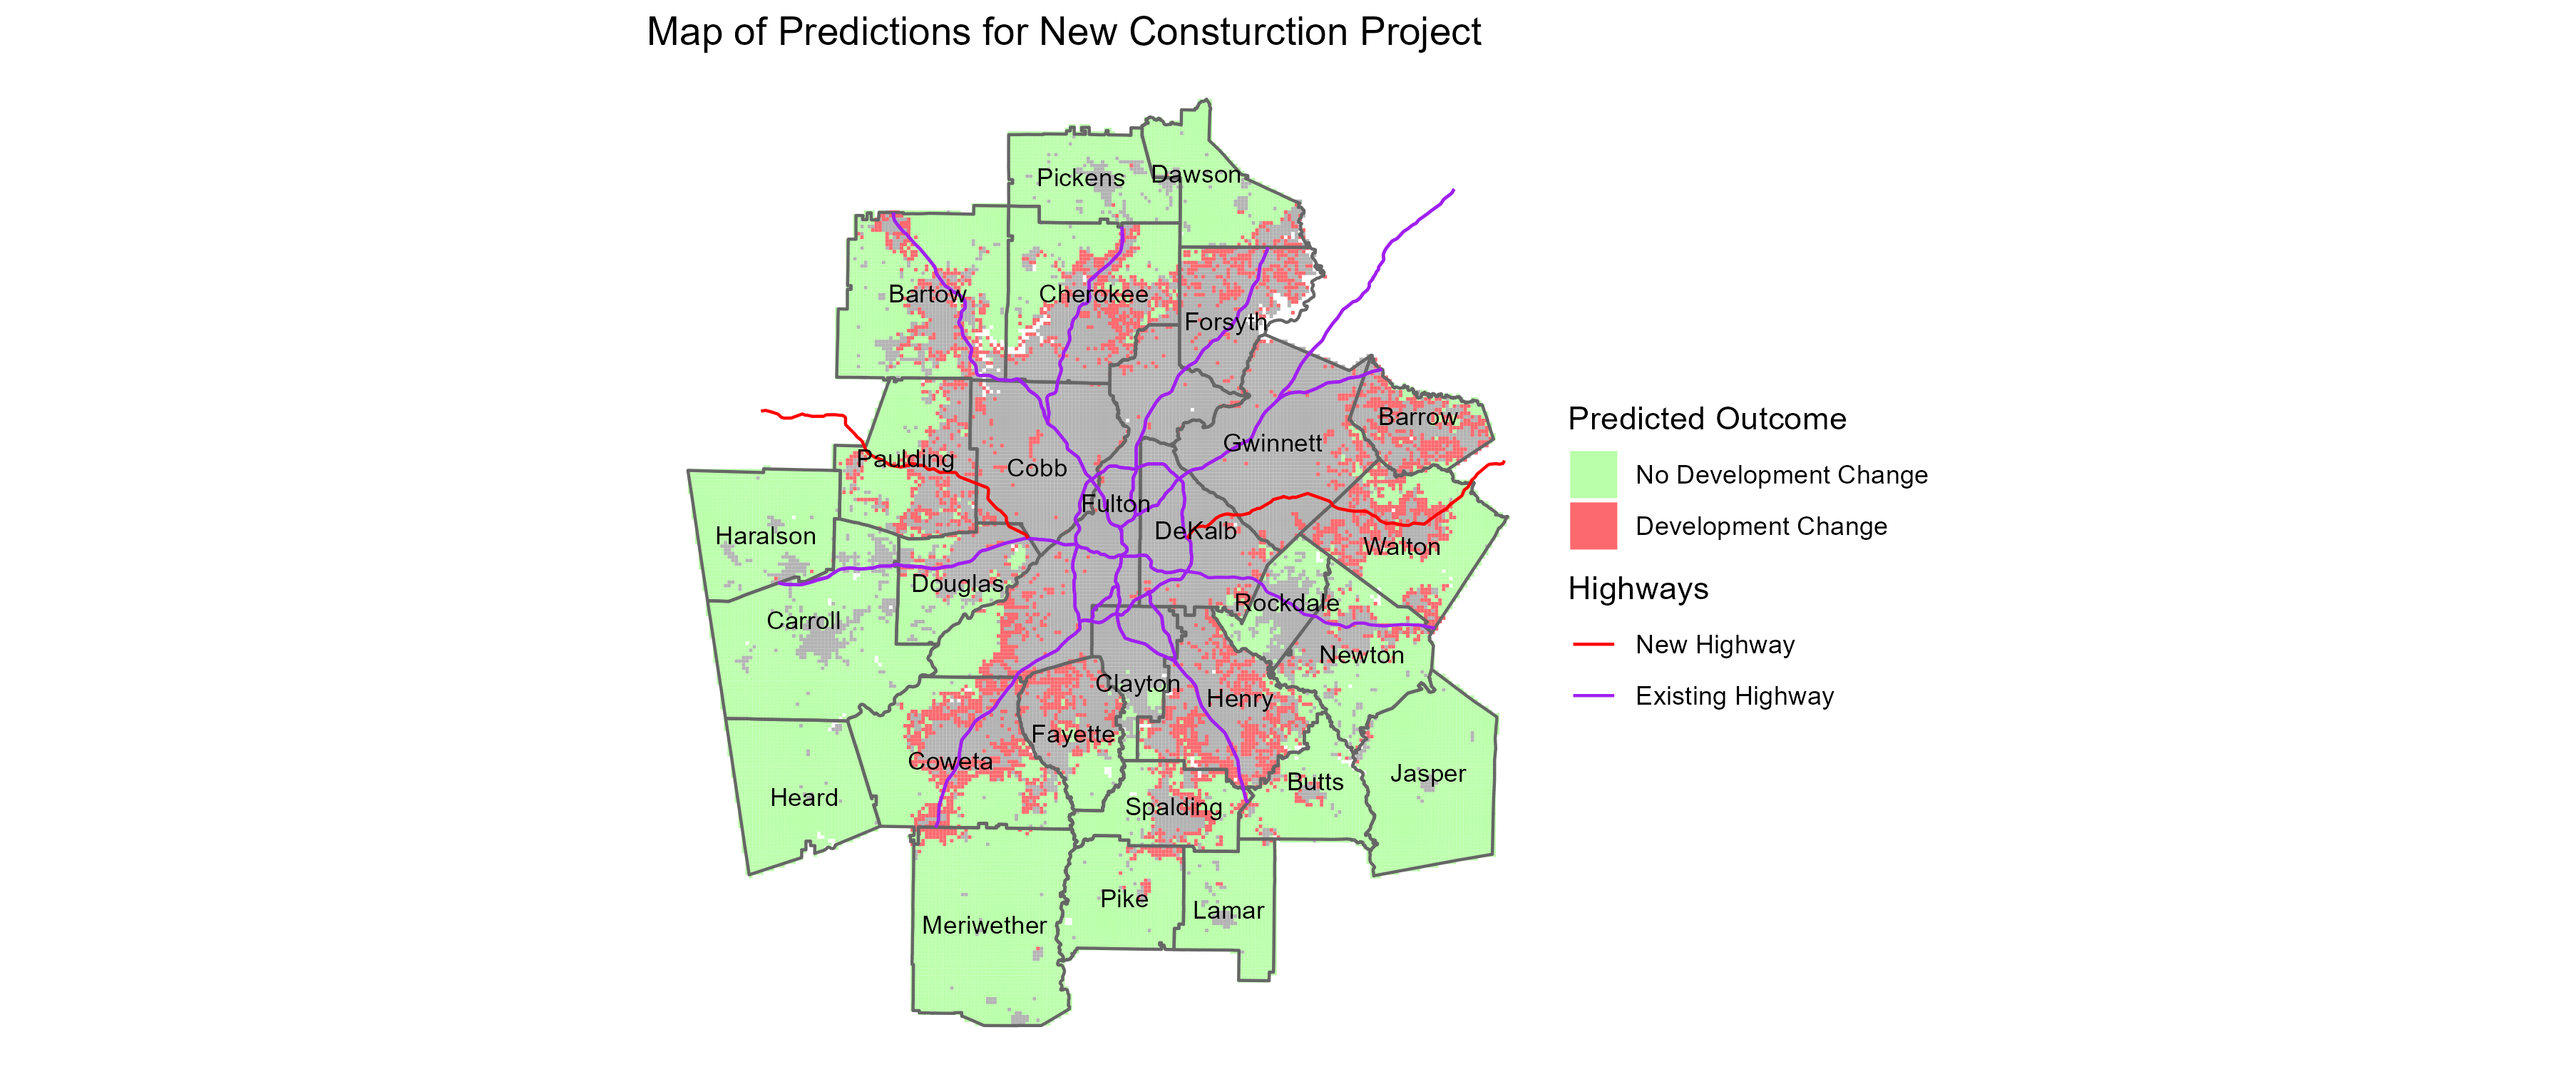 Map of Predictions for New Consturction Project
Pickens
Dawson
Bartow
Cherokee
Forsyth
Barrow
Paulding
Cobb
Gwinnett
Fulton
DeKalb
Haralson
Walton
Douglas
Rockdale
Carroll
Newton
Clayton
Henry
Fayette
Coweta
Heard
Spalding
Butts
Jasper
Pike
Lamar
Meriwether
Predicted Outcome
No Development Change
Development Change
Highways
New Highway
Existing Highway